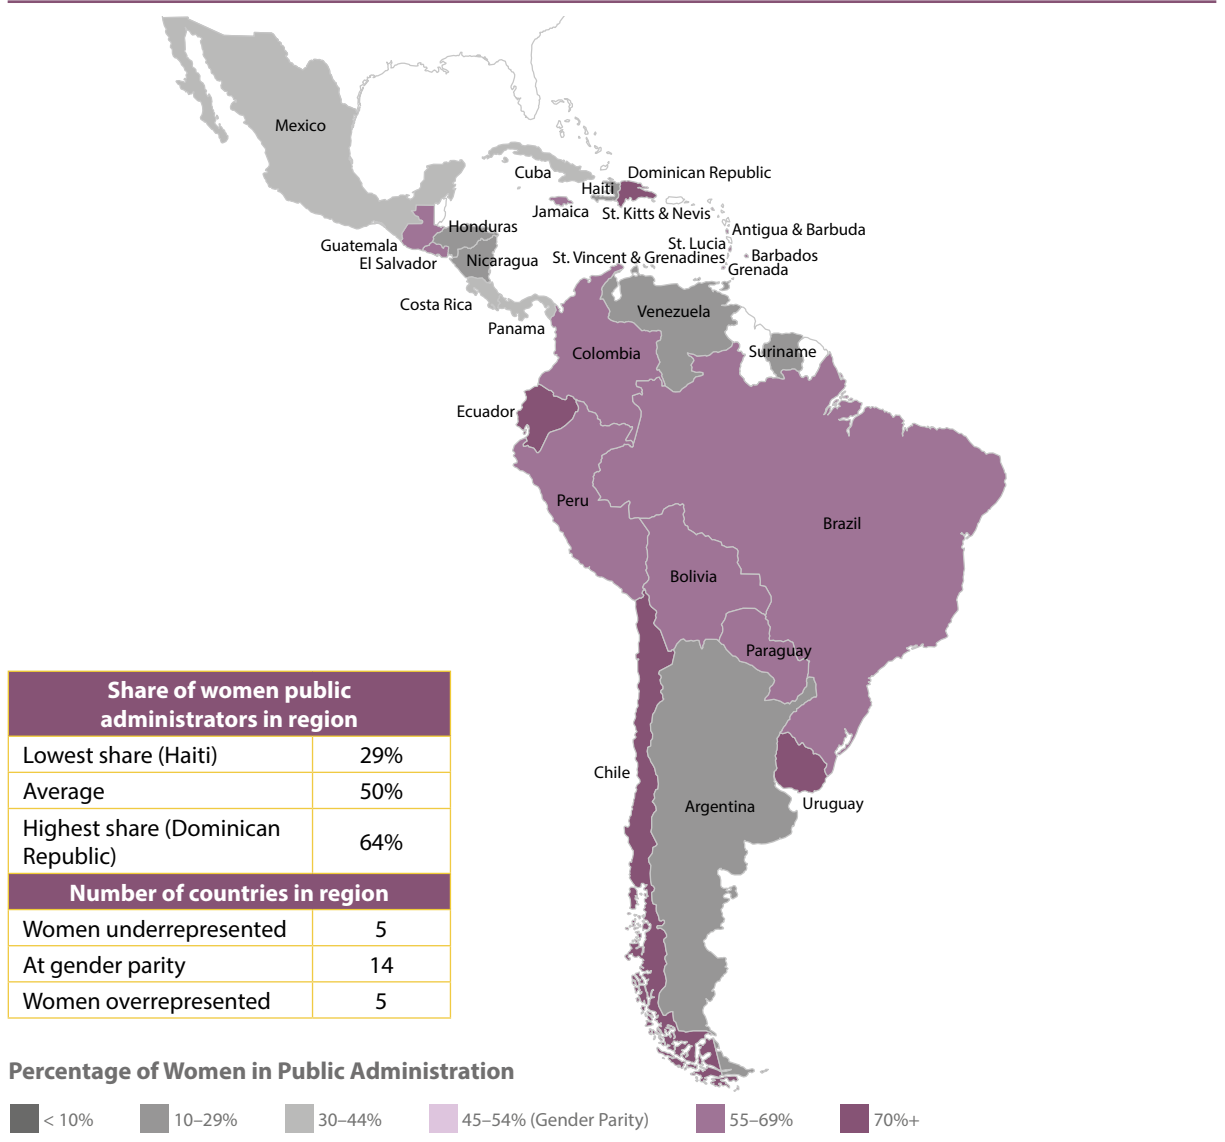 Mexico
Cuba
Haiti
Dominican Republic
Jamaica
St. Kitts & Nevis
Honduras
Antigua & Barbuda
Guatemala
St. Lucia
El Salvador
Nicaragua
St. Vincent & Grenadines
Barbados
Grenada
Costa Rica
Venezuela
Panama
Colombia
Suriname
Ecuador
Peru
Brazil
Bolivia
Paraguay
Chile
Argentina
Uruguay
Share of women public
administrators in region
Lowest share (Haiti) 29%
Average 50%
Highest share (Dominican
Republic) 64%
Number of countries in region
Women underrepresented 5
At gender parity 14
Women overrepresented 5
Percentage of Women in Public Administration
< 10% 10–29% 30–44% 45–54% (Gender Parity) 55–69% 70%+